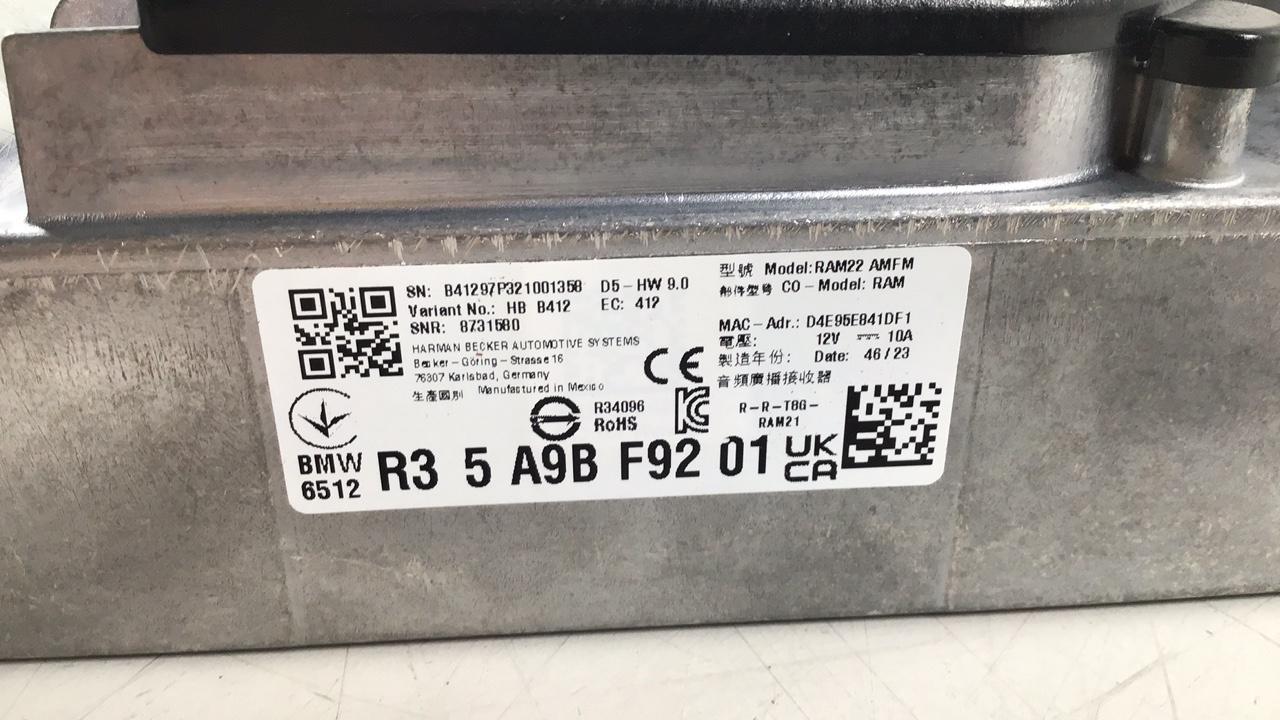 SN: B41297P321001358 D5-HW 9.0
Variant No.: HB B412 EC: 412
SNR: 8731580
HARMAN BECKER AUTOMOTIVE SYSTEMS
Becker-Göring-Strasse 16
76307 Karlsbad, Germany
生產國別 Manufactured in Mexico
型號 Model:RAM22 AMFM
部件型號 CO-Model: RAM
MAC-Adr.: D4E95E841DF1
電壓: 12V 10A
製造年份: Date: 46/23
音頻廣播接收器
CE
R34096
RoHS
R-R-T8G-
RAM21
BMW
6512
R3 5 A9B F92 01
UK
CA